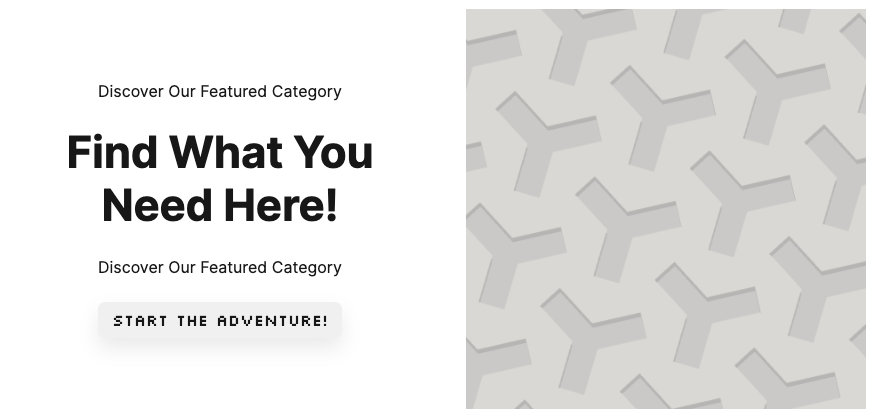 Discover Our Featured Category
Find What You
Need Here!
Discover Our Featured Category
START THE ADVENTURE!